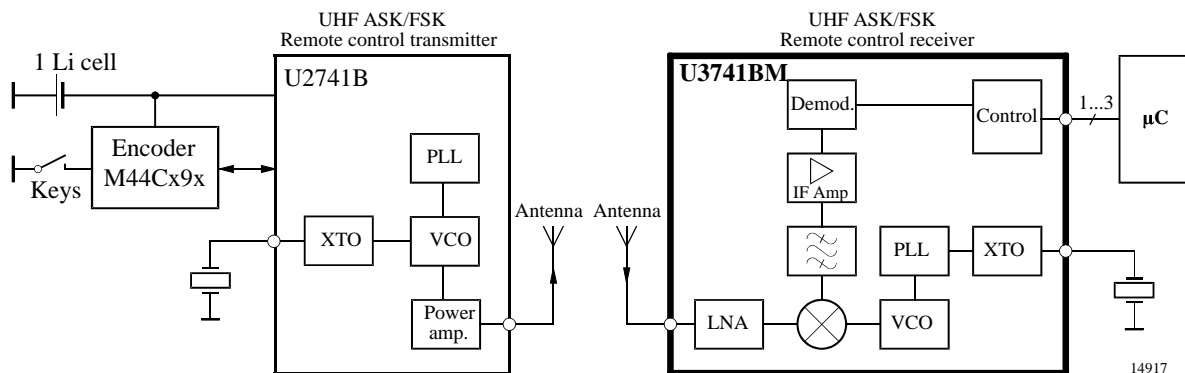 UHF ASK/FSK
Remote control transmitter
1 Li cell
U2741B
Encoder
M44Cx9x
Keys
PLL
XTO
VCO
Power
amp.
Antenna
UHF ASK/FSK
Remote control receiver
Antenna
U3741BM
Demod.
Control
1...3
µC
IF Amp
PLL
XTO
LNA
VCO
14917